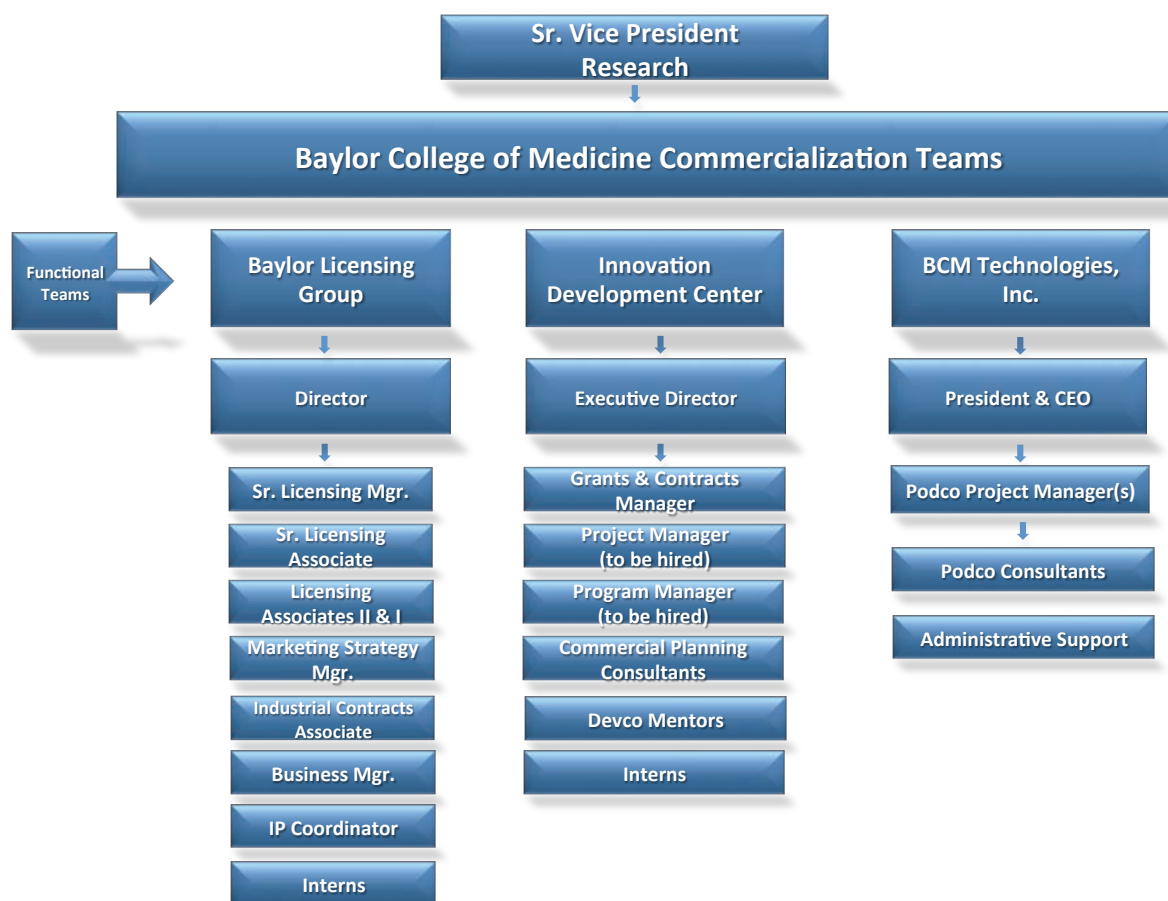 Sr. Vice President
Research
Baylor College of Medicine Commercialization Teams
Functional
Teams
Baylor Licensing
Group
Director
Sr. Licensing Mgr.
Sr. Licensing
Associate
Licensing
Associates II & I
Marketing Strategy
Mgr.
Industrial Contracts
Associate
Business Mgr.
IP Coordinator
Interns
Innovation
Development Center
Executive Director
Grants & Contracts
Manager
Project Manager
(to be hired)
Program Manager
(to be hired)
Commercial Planning
Consultants
Devco Mentors
Interns
BCM Technologies,
Inc.
President & CEO
Podco Project Manager(s)
Podco Consultants
Administrative Support